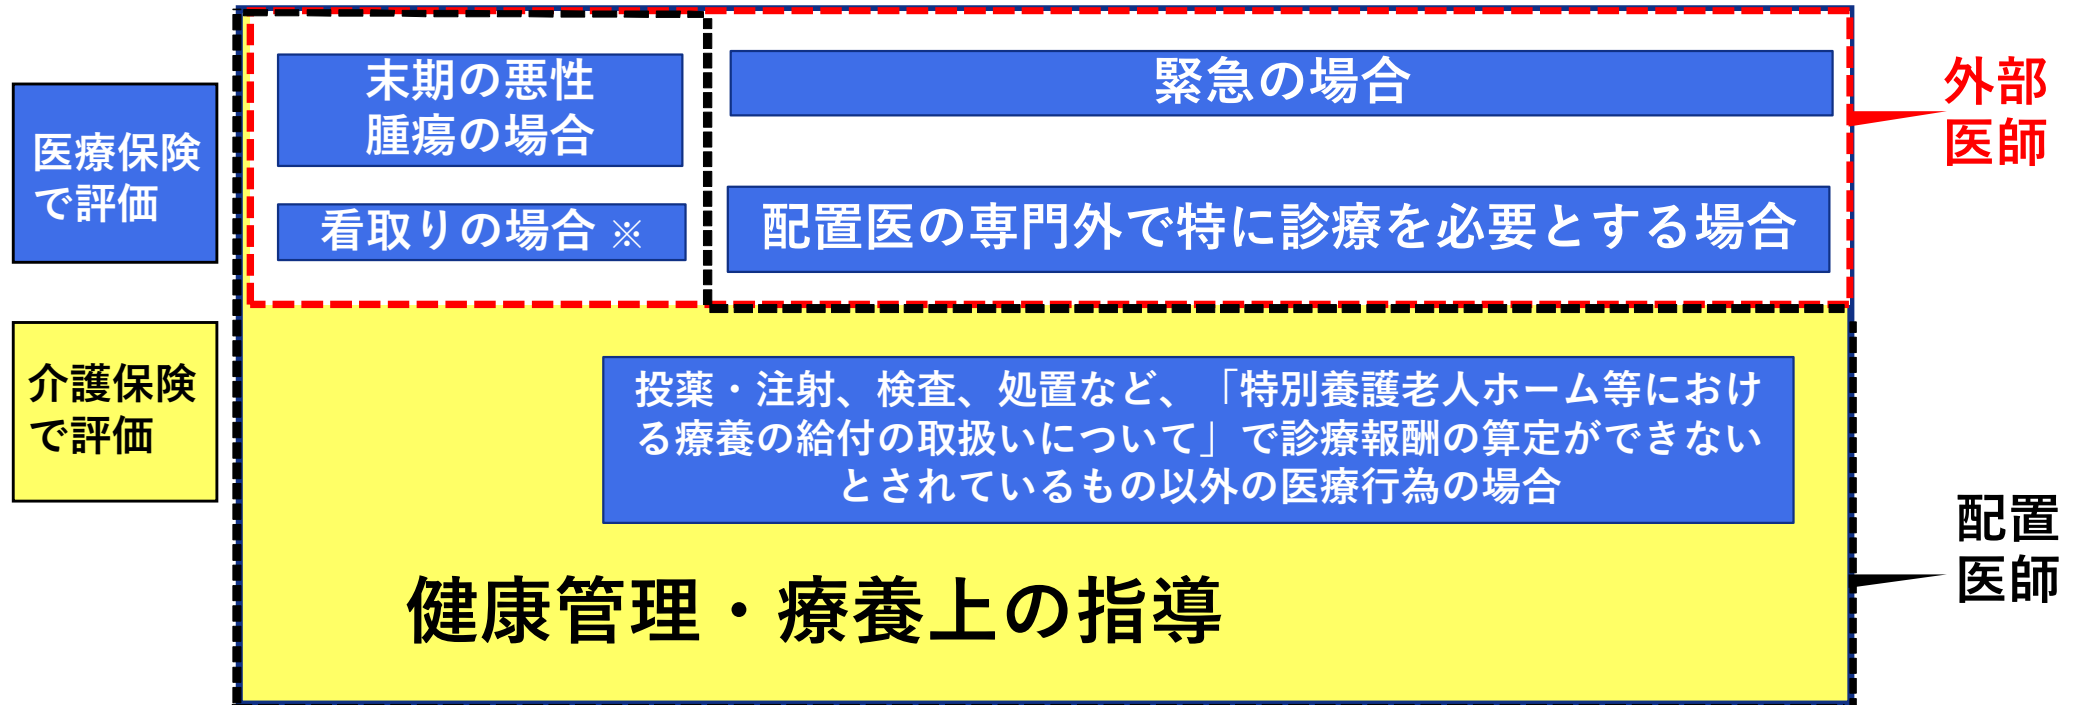 医療保険
で評価
介護保険
で評価
末期の悪性
腫瘍の場合
看取りの場合 ※
緊急の場合
配置医の専門外で特に診療を必要とする場合
投薬・注射、検査、処置など、「特別養護老人ホーム等におけ
る療養の給付の取扱いについて」で診療報酬の算定ができない
とされているもの以外の医療行為の場合
健康管理・療養上の指導
外部
医師
配置
医師